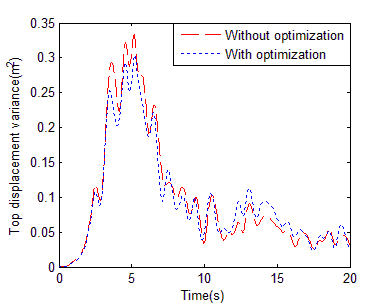 0.35
Without optimization
With optimization
0.3
0.25
0.2
0.15
0.1
0.05
0
Top displacement variance(m²)
0 5 10 15 20
Time(s)